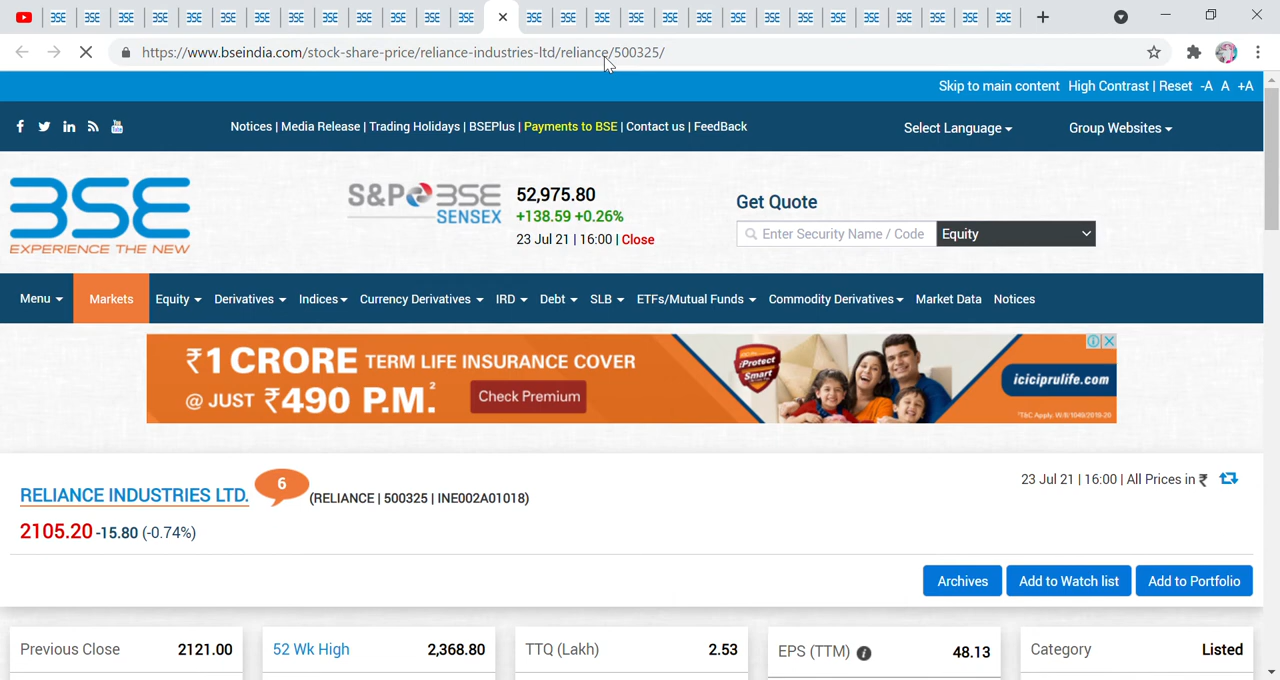 https://www.bseindia.com/stock-share-price/reliance-industries-ltd/reliance/500325/
Skip to main content High Contrast | Reset -A A +A
Notices | Media Release | Trading Holidays | BSEPlus | Payments to BSE | Contact us | FeedBack
Select Language
Group Websites
BSE
EXPERIENCE THE NEW
S&P BSE
SENSEX
52,975.80
+138.59 +0.26%
23 Jul 21 | 16:00 | Close
Get Quote
Enter Security Name / Code
Equity
Menu Markets Equity Derivatives Indices Currency Derivatives IRD Debt SLB ETFs/Mutual Funds Commodity Derivatives Market Data Notices
₹1 CRORE TERM LIFE INSURANCE COVER
@ JUST ₹490 P.M.²
Check Premium
iProtect
Smart
iciciprulife.com
RELIANCE INDUSTRIES LTD.
6
(RELIANCE | 500325 | INE002A01018)
23 Jul 21 | 16:00 | All Prices in ₹
2105.20 -15.80 (-0.74%)
Archives
Add to Watch list
Add to Portfolio
Previous Close 2121.00
52 Wk High 2,368.80
TTQ (Lakh) 2.53
EPS (TTM) 48.13
Category Listed